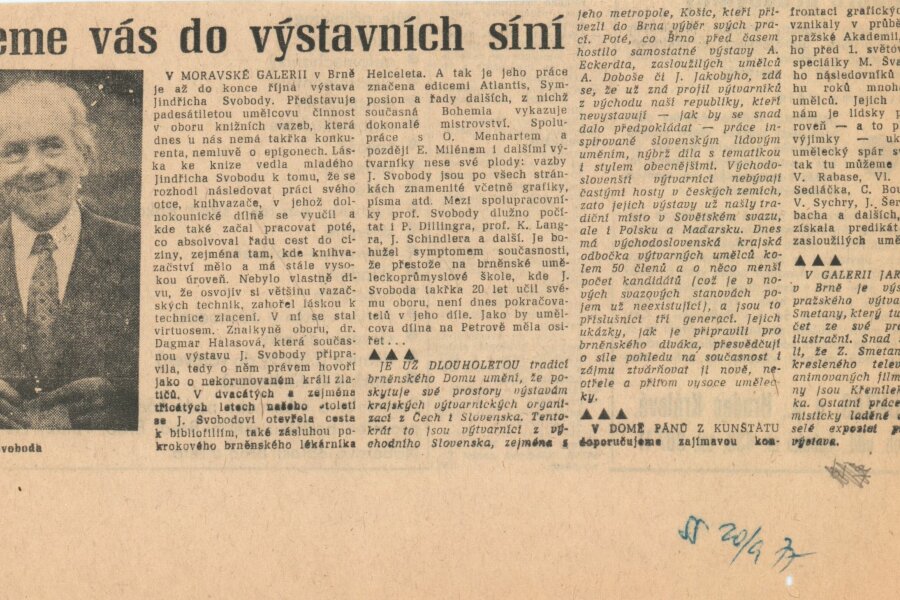 eme vás do výstavních síní
V MORAVSKÉ GALERII v Brně
je až do konce října výstava
Jindřicha Svobody. Představuje
padesátiletou umělcovu činnost
v oboru knižních vazeb, která
dnes u nás nemá takřka konku-
renta, nemluvě o epigonech. Lás-
ka ke knize vedla mladého
Jindřicha Svobodu k tomu, že se
rozhodl následovat práci svého
otce, knihvazače, v jehož dol-
nokounické dílně se vyučil a
kde také začal pracovat poté,
co absolvoval řadu cest do ci-
ziny, zejména tam, kde knihva-
začství mělo a má stále vyso-
kou úroveň. Nebylo vlastně di-
vu, že osvojiv si většinu vazač-
ských technik, zahořel láskou k
technice zlacení. V ní se stal
virtuosem. Znalkyně oboru, dr.
Dagmar Halasová, která součas-
nou výstavu J. Svobody připra-
vila, tedy o něm právem hovoří
jako o nekorunovaném králi zla-
tičů. V dvacátých a zejména
třicátých letech našeho století
se J. Svobodovi otevřela cesta
k bibliofiliím, také zásluhou po-
krokového brněnského lékárníka
voboda
Helceleta. A tak je jeho práce
značena edicemi Atlantis, Sym-
posion a řady dalších, z nichž
současná Bohemia vykazuje
dokonalé mistrovství. Spolu-
práce s O. Menhartem a
později E. Milénem i dalšími vý-
tvarníky nese své plody: vazby
J. Svobody jsou po všech strán-
kách znamenité včetně grafiky,
písma atd. Mezi spolupracovní-
ky prof. Svobody dlužno počí-
tat i P. Dillingra, prof. K. Lang-
ra, J. Schindlera a další. Je bo-
hužel symptomem současnosti,
že přestože na brněnské umě-
leckoprůmyslové škole, kde J.
Svoboda takřka 20 let učil své-
mu oboru, není dnes pokračova-
telů v jeho díle. Jako by uměl-
cova dílna na Petrově měla osi-
řet...
▲▲▲
JE UŽ DLOUHOLETOU tradicí
brněnského Domu umění, že po-
skytuje své prostory výstavám
krajských výtvarnických organi-
zací z Čech i Slovenska. Tento-
krát to jsou výtvarníci z vý-
chodního Slovenska, zejména z
jeho metropole, Košic, kteří při-
vezli do Brna výběr svých pra-
cí. Poté, co Brno před časem
hostilo samostatné výstavy A.
Eckerdta, zasloužilých umělců
A. Doboše či J. Jakobyho, zdá
se, že už zná profil výtvarníků
z východu naší republiky, kteří
nevystavují — jak by se snad
dalo předpokládat — práce in-
spirované slovenským lidovým
uměním, nýbrž díla s tematikou
i stylem obecnějšími. Východo-
slovenští výtvarníci nebývají
častými hosty v českých zemích,
zato jejich výstavy už našly tra-
diční místo v Sovětském svazu,
ale i Polsku a Maďarsku. Dnes
má východoslovenská krajská
odbočka výtvarných umělců ko-
lem 50 členů a o něco menší
počet kandidátů (což je v no-
vých svazových stanovách po-
jem už neexistující), a jsou to
příslušníci tří generací. Jejich
ukázky, jak je připravili pro
brněnského diváka, přesvědčují
o síle pohledu na současnost i
zájmu ztvárňovat ji nově, ne-
otřele a přitom vysoce umělec-
ky.
▲▲▲
V DOMĚ PÁNŮ Z KUNŠTÁTU
doporučujeme zajímavou kon-
frontaci grafických
vznikaly v průbě
pražské Akademii,
ho před 1. světov
speciálky M. Šva
ho následovníků
hu roků mnoho
umělců. Jejich
nám je lidsky p
roveň — a to p
výjimky — uk
umělecký spár sv
tak tu můžeme
V. Rabase, Vl.
Sedláčka, C. Bou
V. Sychry, J. Šer
bacha a dalších,
získala predikát
zasloužilých umě
▲▲▲
V GALERII JAR
v Brně je výs
pražského výtva
Smetany, který tu
čet ze své pro
ilustrační. Snad
lí, že Z. Smetan
kresleného telev
animovaných film
ny jsou Křemíle
ka. Ostatní práce
misticky laděné
selé exposici
výstava.
20/9 77